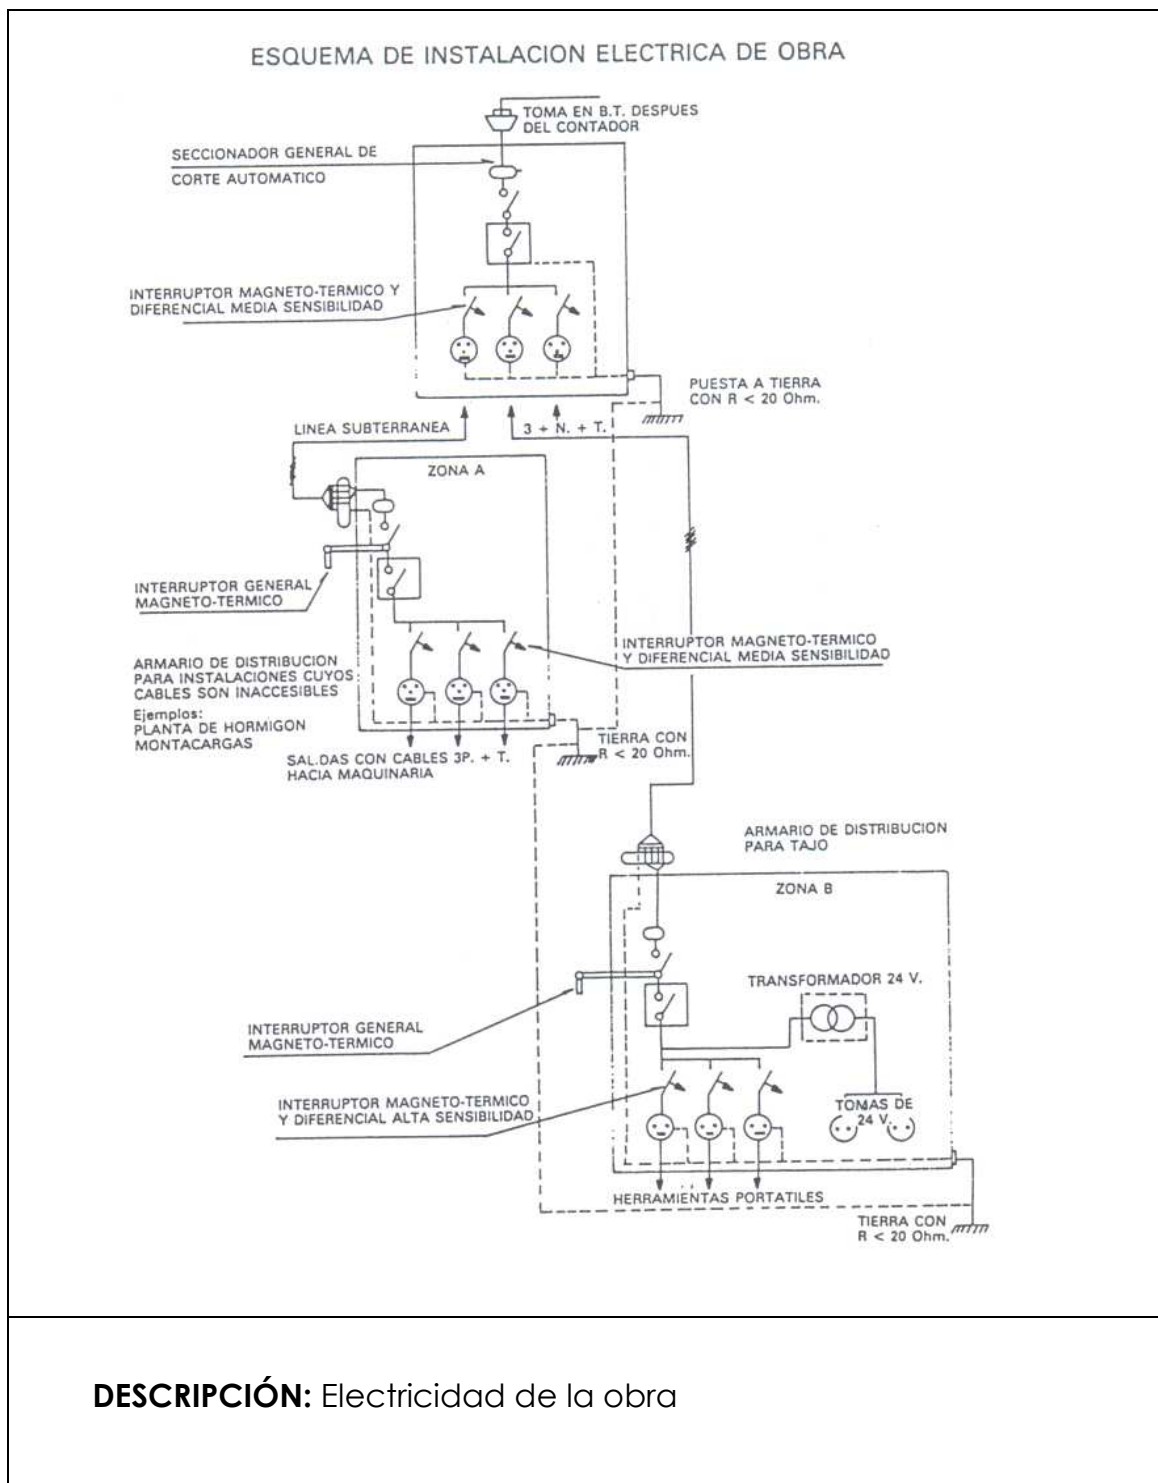 ESQUEMA DE INSTALACION ELECTRICA DE OBRA
TOMA EN B.T. DESPUES
DEL CONTADOR
SECCIONADOR GENERAL DE
CORTE AUTOMATICO
INTERRUPTOR MAGNETO-TERMICO Y
DIFERENCIAL MEDIA SENSIBILIDAD
PUESTA A TIERRA
CON R < 20 Ohm.
LINEA SUBTERRANEA
3 + N. + T.
ZONA A
INTERRUPTOR GENERAL
MAGNETO-TERMICO
INTERRUPTOR MAGNETO-TERMICO
Y DIFERENCIAL MEDIA SENSIBILIDAD
ARMARIO DE DISTRIBUCION
PARA INSTALACIONES CUYOS
CABLES SON INACCESIBLES
Ejemplos:
PLANTA DE HORMIGON
MONTACARGAS
SAL.DAS CON CABLES 3P. + T.
HACIA MAQUINARIA
TIERRA CON
R < 20 Ohm.
ARMARIO DE DISTRIBUCION
PARA TAJO
ZONA B
TRANSFORMADOR 24 V.
INTERRUPTOR GENERAL
MAGNETO-TERMICO
INTERRUPTOR MAGNETO-TERMICO
Y DIFERENCIAL ALTA SENSIBILIDAD
TOMAS DE
24 V.
HERRAMIENTAS PORTATILES
TIERRA CON
R < 20 Ohm.
DESCRIPCIÓN: Electricidad de la obra